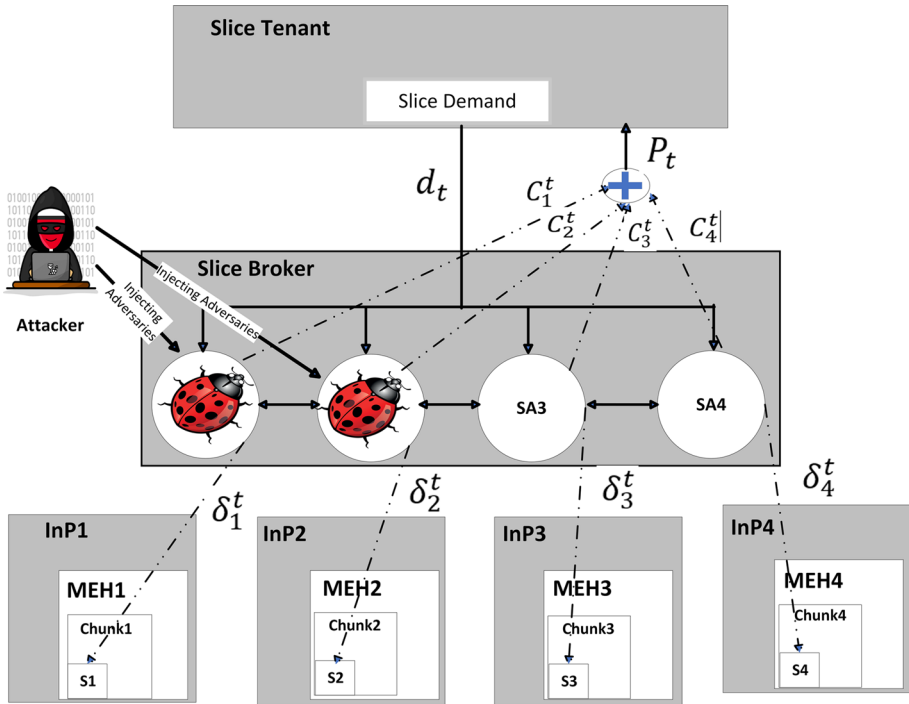 Slice Tenant
Slice Demand
d_t
P_t
C_1^t
C_2^t
C_3^t
C_4^t|
Slice Broker
Attacker
Injecting
Adversaries
Injecting Adversaries
SA3
SA4
δ_1^t
δ_2^t
δ_3^t
δ_4^t
InP1
MEH1
Chunk1
S1
InP2
MEH2
Chunk2
S2
InP3
MEH3
Chunk3
S3
InP4
MEH4
Chunk4
S4